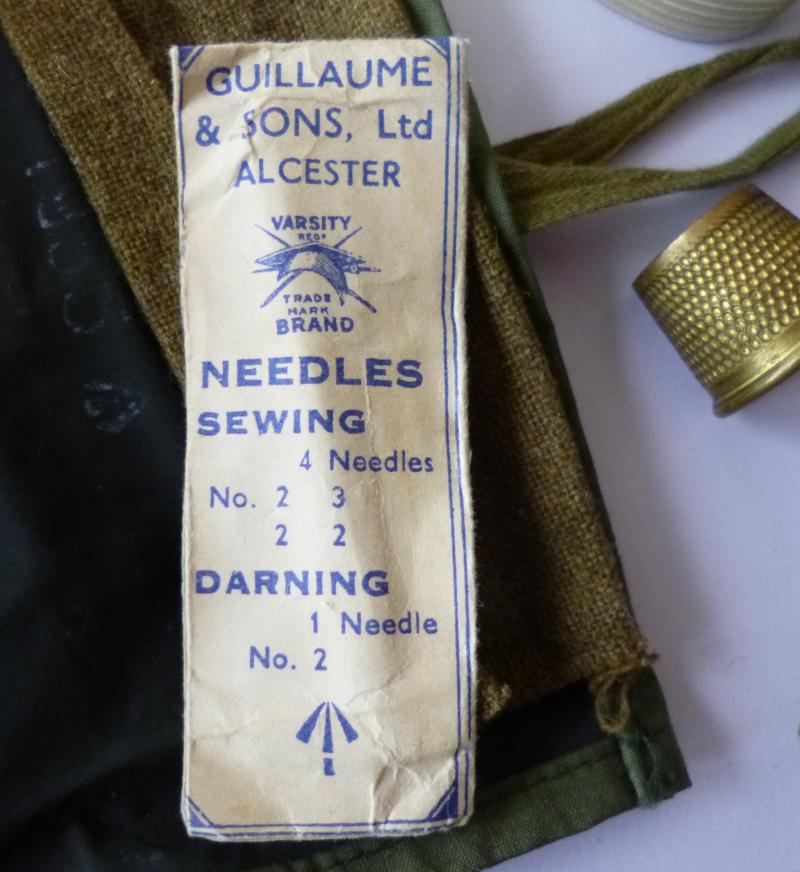 GUILLAUME
& SONS, Ltd
ALCESTER
VARSITY
REGD
TRADE
MARK
BRAND
NEEDLES
SEWING
4 Needles
No. 2 3
2 2
DARNING
1 Needle
No. 2